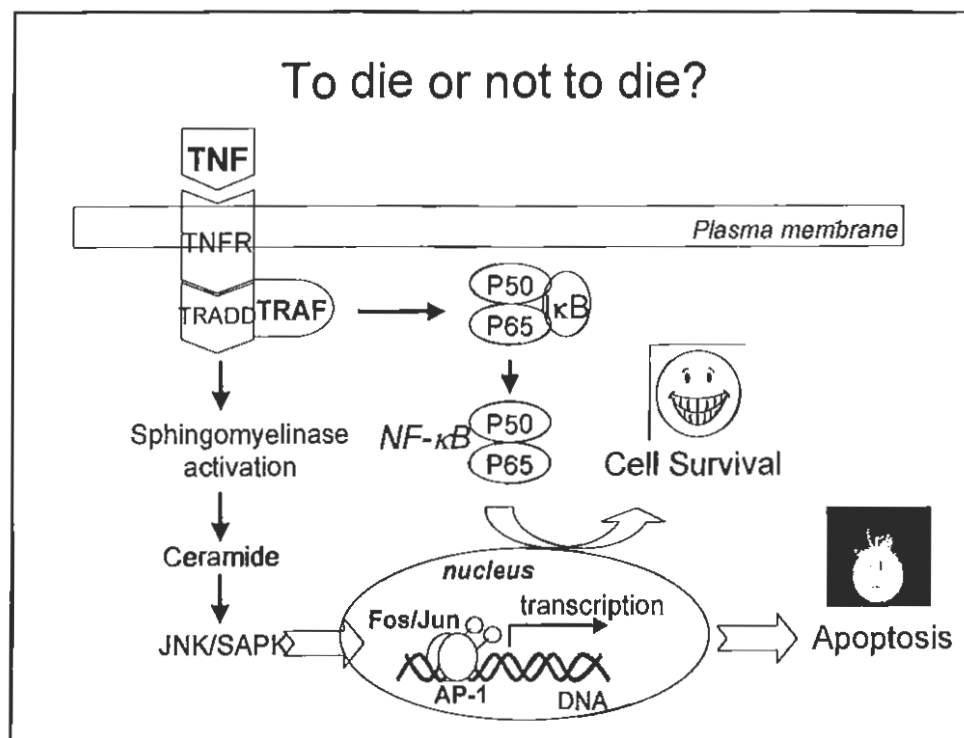 To die or not to die?
TNF
TNFR
Plasma membrane
TRADD
TRAF
P50
P65
IκB
Sphingomyelinase
activation
NF-κB
P50
P65
Cell Survival
Ceramide
nucleus
Fos/Jun
transcription
JNK/SAPK
AP-1
DNA
Apoptosis